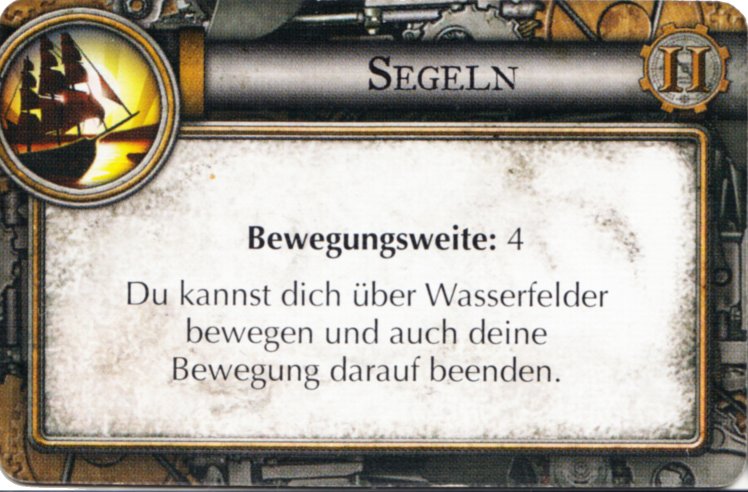 Segeln
II
Bewegungsweite: 4
Du kannst dich über Wasserfelder
bewegen und auch deine
Bewegung darauf beenden.